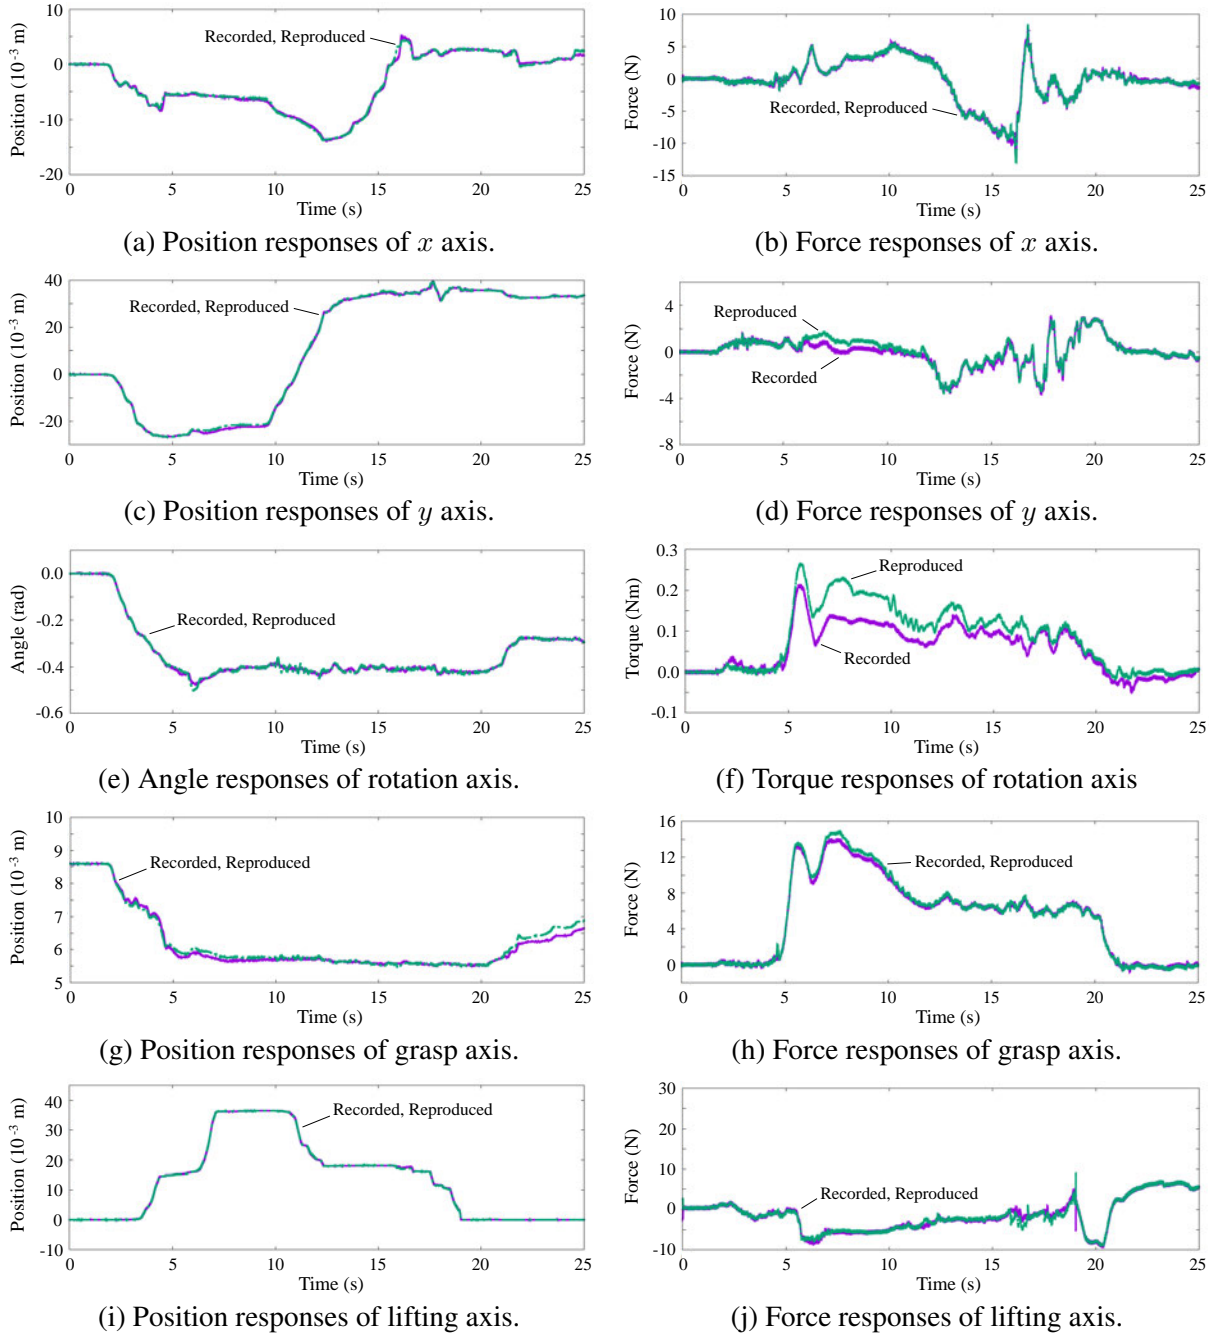 10
0
-10
-20
Position (10⁻³ m)
Recorded, Reproduced
0 5 10 15 20 25
Time (s)
(a) Position responses of x axis.
10
5
0
-5
-10
-15
Force (N)
Recorded, Reproduced
0 5 10 15 20 25
Time (s)
(b) Force responses of x axis.
40
20
0
-20
Position (10⁻³ m)
Recorded, Reproduced
0 5 10 15 20 25
Time (s)
(c) Position responses of y axis.
4
0
-4
-8
Force (N)
Reproduced
Recorded
0 5 10 15 20 25
Time (s)
(d) Force responses of y axis.
0.0
-0.2
-0.4
-0.6
Angle (rad)
Recorded, Reproduced
0 5 10 15 20 25
Time (s)
(e) Angle responses of rotation axis.
0.3
0.2
0.1
0.0
-0.1
Torque (Nm)
Reproduced
Recorded
0 5 10 15 20 25
Time (s)
(f) Torque responses of rotation axis
10
9
8
7
6
5
Position (10⁻³ m)
Recorded, Reproduced
0 5 10 15 20 25
Time (s)
(g) Position responses of grasp axis.
16
12
8
4
0
Force (N)
Recorded, Reproduced
0 5 10 15 20 25
Time (s)
(h) Force responses of grasp axis.
40
30
20
10
0
-10
Position (10⁻³ m)
Recorded, Reproduced
0 5 10 15 20 25
Time (s)
(i) Position responses of lifting axis.
30
20
10
0
-10
Force (N)
Recorded, Reproduced
0 5 10 15 20 25
Time (s)
(j) Force responses of lifting axis.